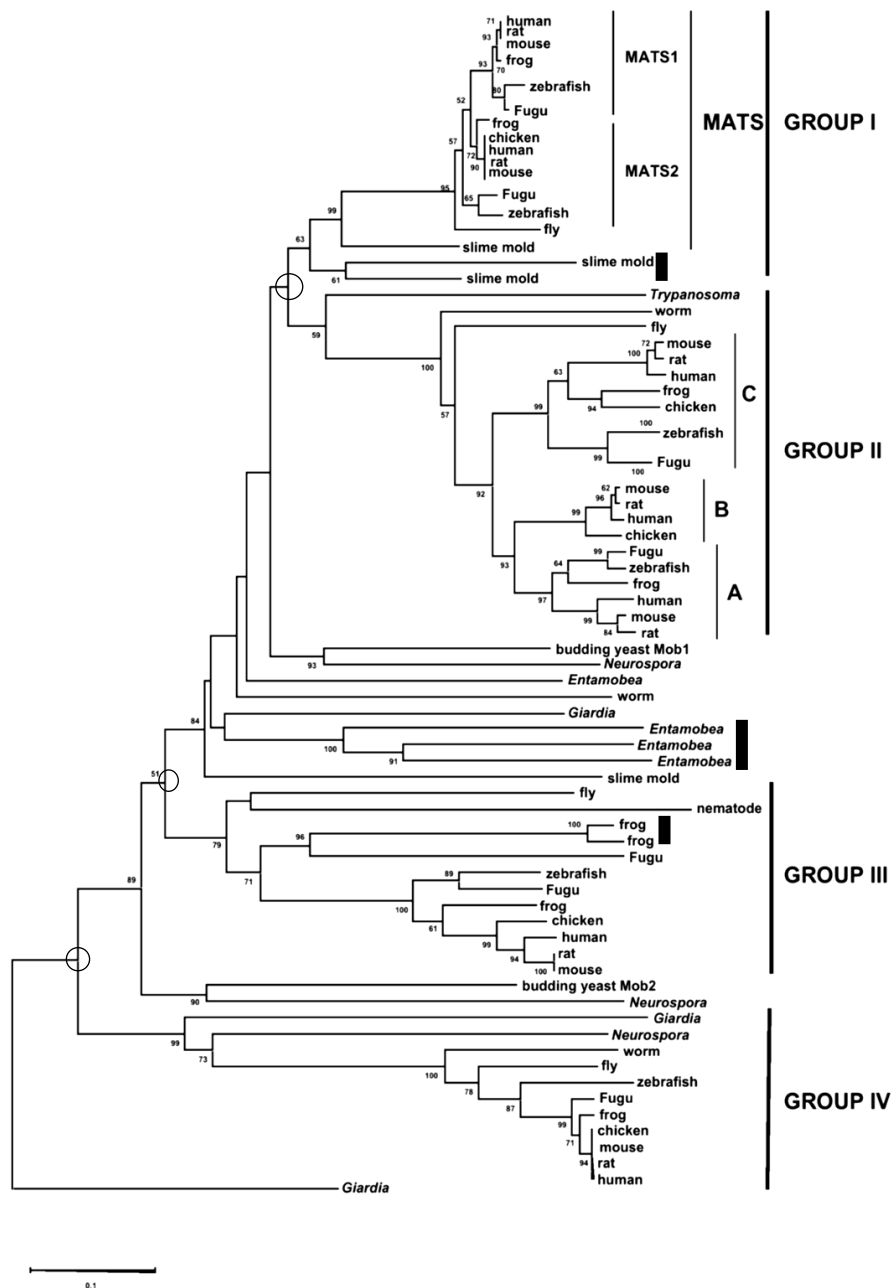 71 human
93 rat
mouse
frog
70
93
MATS1
80 zebrafish
Fugu
52
MATS
GROUP I
frog
chicken
57
72 human
rat
90 mouse
MATS2
95
65 Fugu
zebrafish
99
fly
63
slime mold
slime mold
61 slime mold
Trypanosoma
59
worm
fly
100
72 mouse
100 rat
human
63
frog
94 chicken
C
57
99
100
zebrafish
99
Fugu
100
GROUP II
92
62 mouse
96 rat
99 human
chicken
B
93
99 Fugu
64 zebrafish
frog
97
human
99 mouse
84 rat
A
budding yeast Mob1
93 Neurospora
Entamobea
worm
Giardia
84
Entamobea
100
Entamobea
91
Entamobea
51
slime mold
fly
nematode
79
100 frog
96 frog
Fugu
71
89 zebrafish
Fugu
GROUP III
89
100
frog
61
chicken
99
human
94 rat
100 mouse
budding yeast Mob2
90 Neurospora
Giardia
99
Neurospora
73
worm
100 fly
78
zebrafish
87
Fugu
GROUP IV
99 frog
chicken
71 mouse
94 rat
human
Giardia
0.1